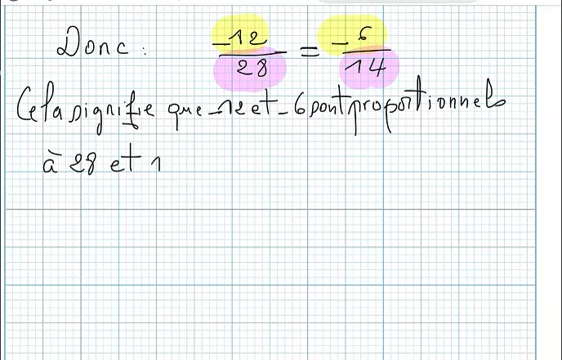 Donc : -12/28 = -6/14
Cela signifie que -12 et -6 sont proportionnels
à 28 et 1